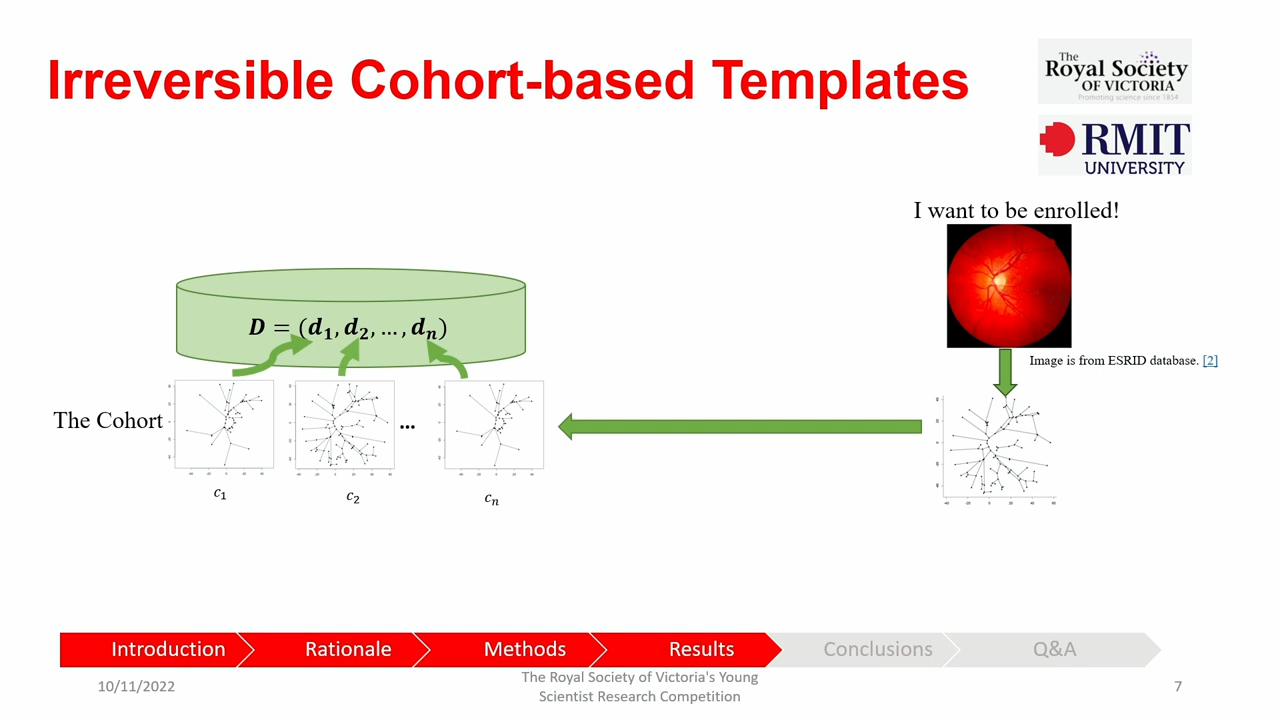 Irreversible Cohort-based Templates
The
Royal Society
OF VICTORIA
Promoting science since 1854
RMIT
UNIVERSITY
I want to be enrolled!
D = (d₁, d₂, ..., dₙ)
Image is from ESRID database. [2]
The Cohort
...
c₁
c₂
cₙ
Introduction
Rationale
Methods
Results
Conclusions
Q&A
10/11/2022
The Royal Society of Victoria's Young
Scientist Research Competition
7